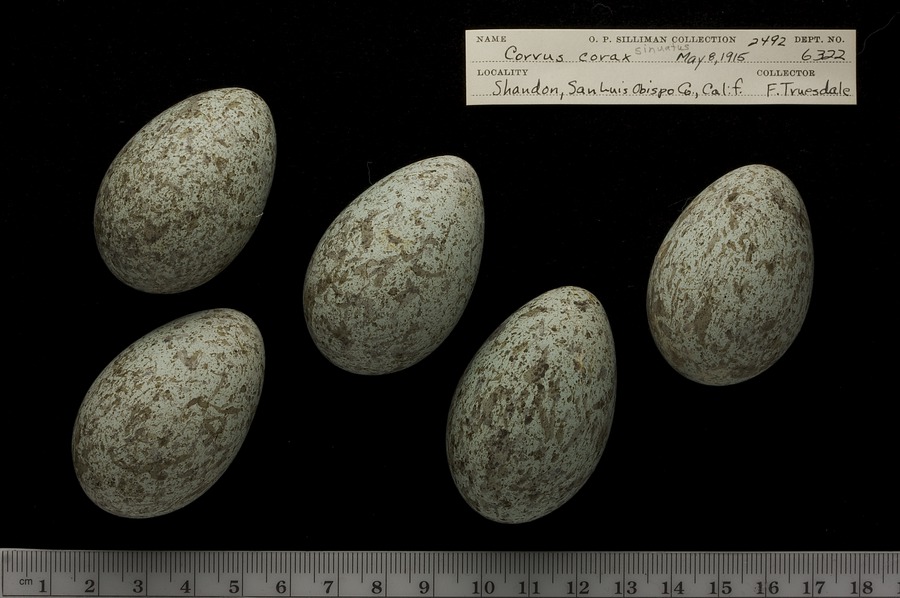 NAME O. P. SILLIMAN COLLECTION 2492 DEPT. NO.
Corvus corax sinuatus May 8, 1915 6322
LOCALITY COLLECTOR
Shandon, San Luis Obispo Co., Calif. F. Truesdale
cm 1 2 3 4 5 6 7 8 9 10 11 12 13 14 15 16 17 18